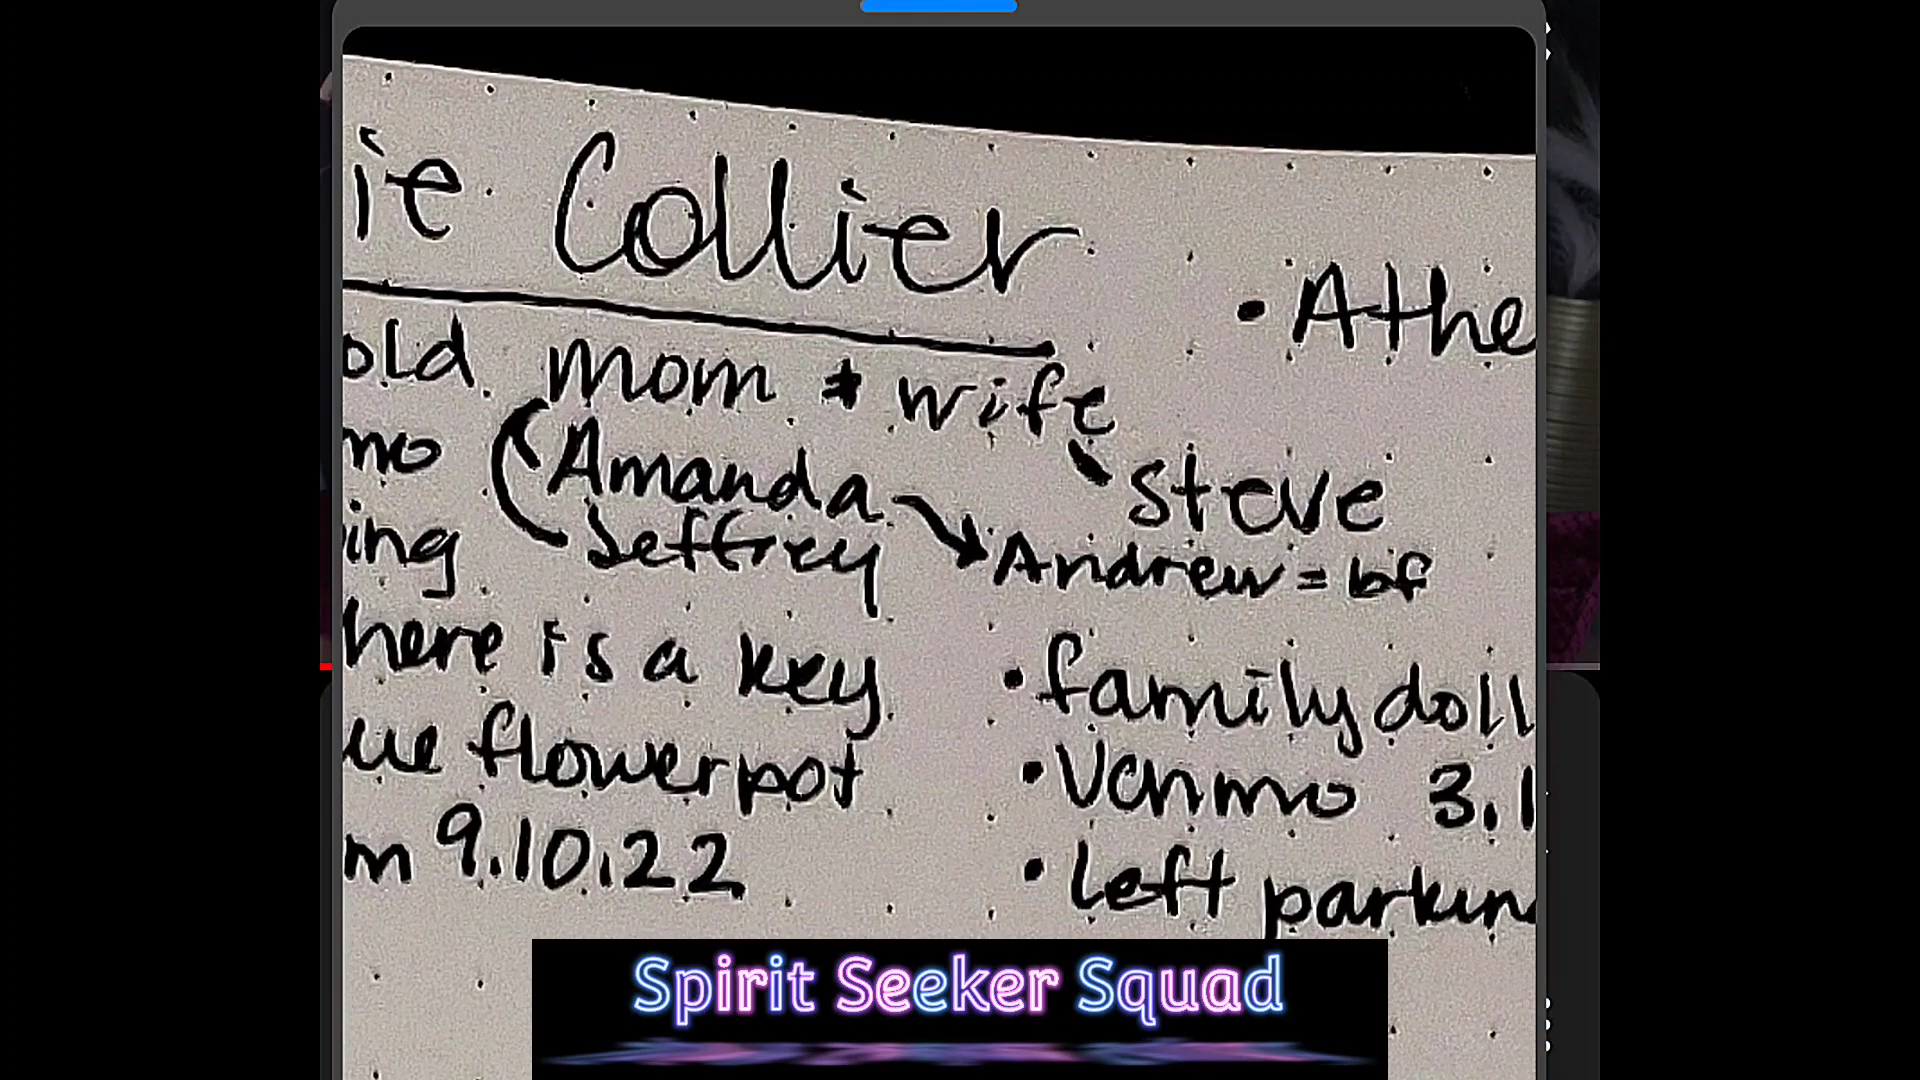 ie Collier
• Athe
old mom + wife
mo Amanda Steve
ing Jeffrey Andrew = bf
here is a key
• family doll
ue flowerpot
• Venmo 3.1
m 9.10.22
• Left parkin
Spirit Seeker Squad